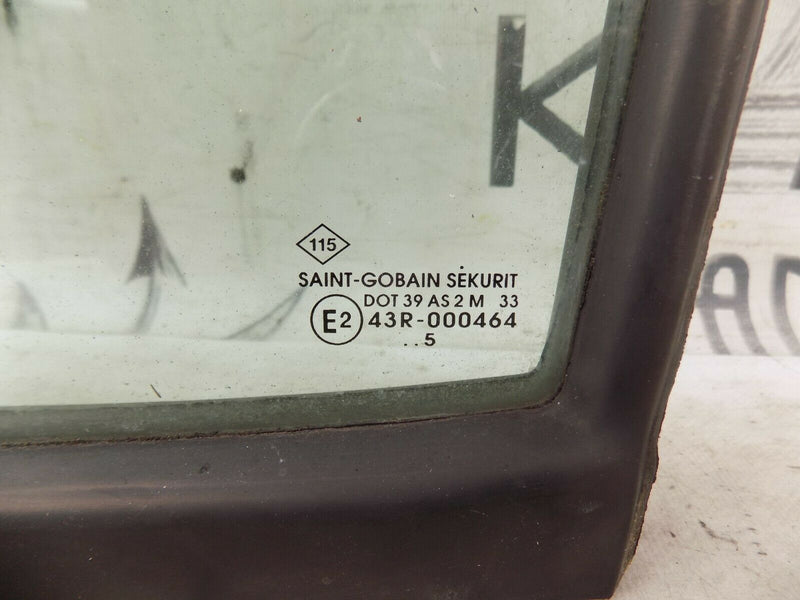 K
115
SAINT-GOBAIN SEKURIT
DOT 39 AS 2 M 33
E2 43R-000464
..5